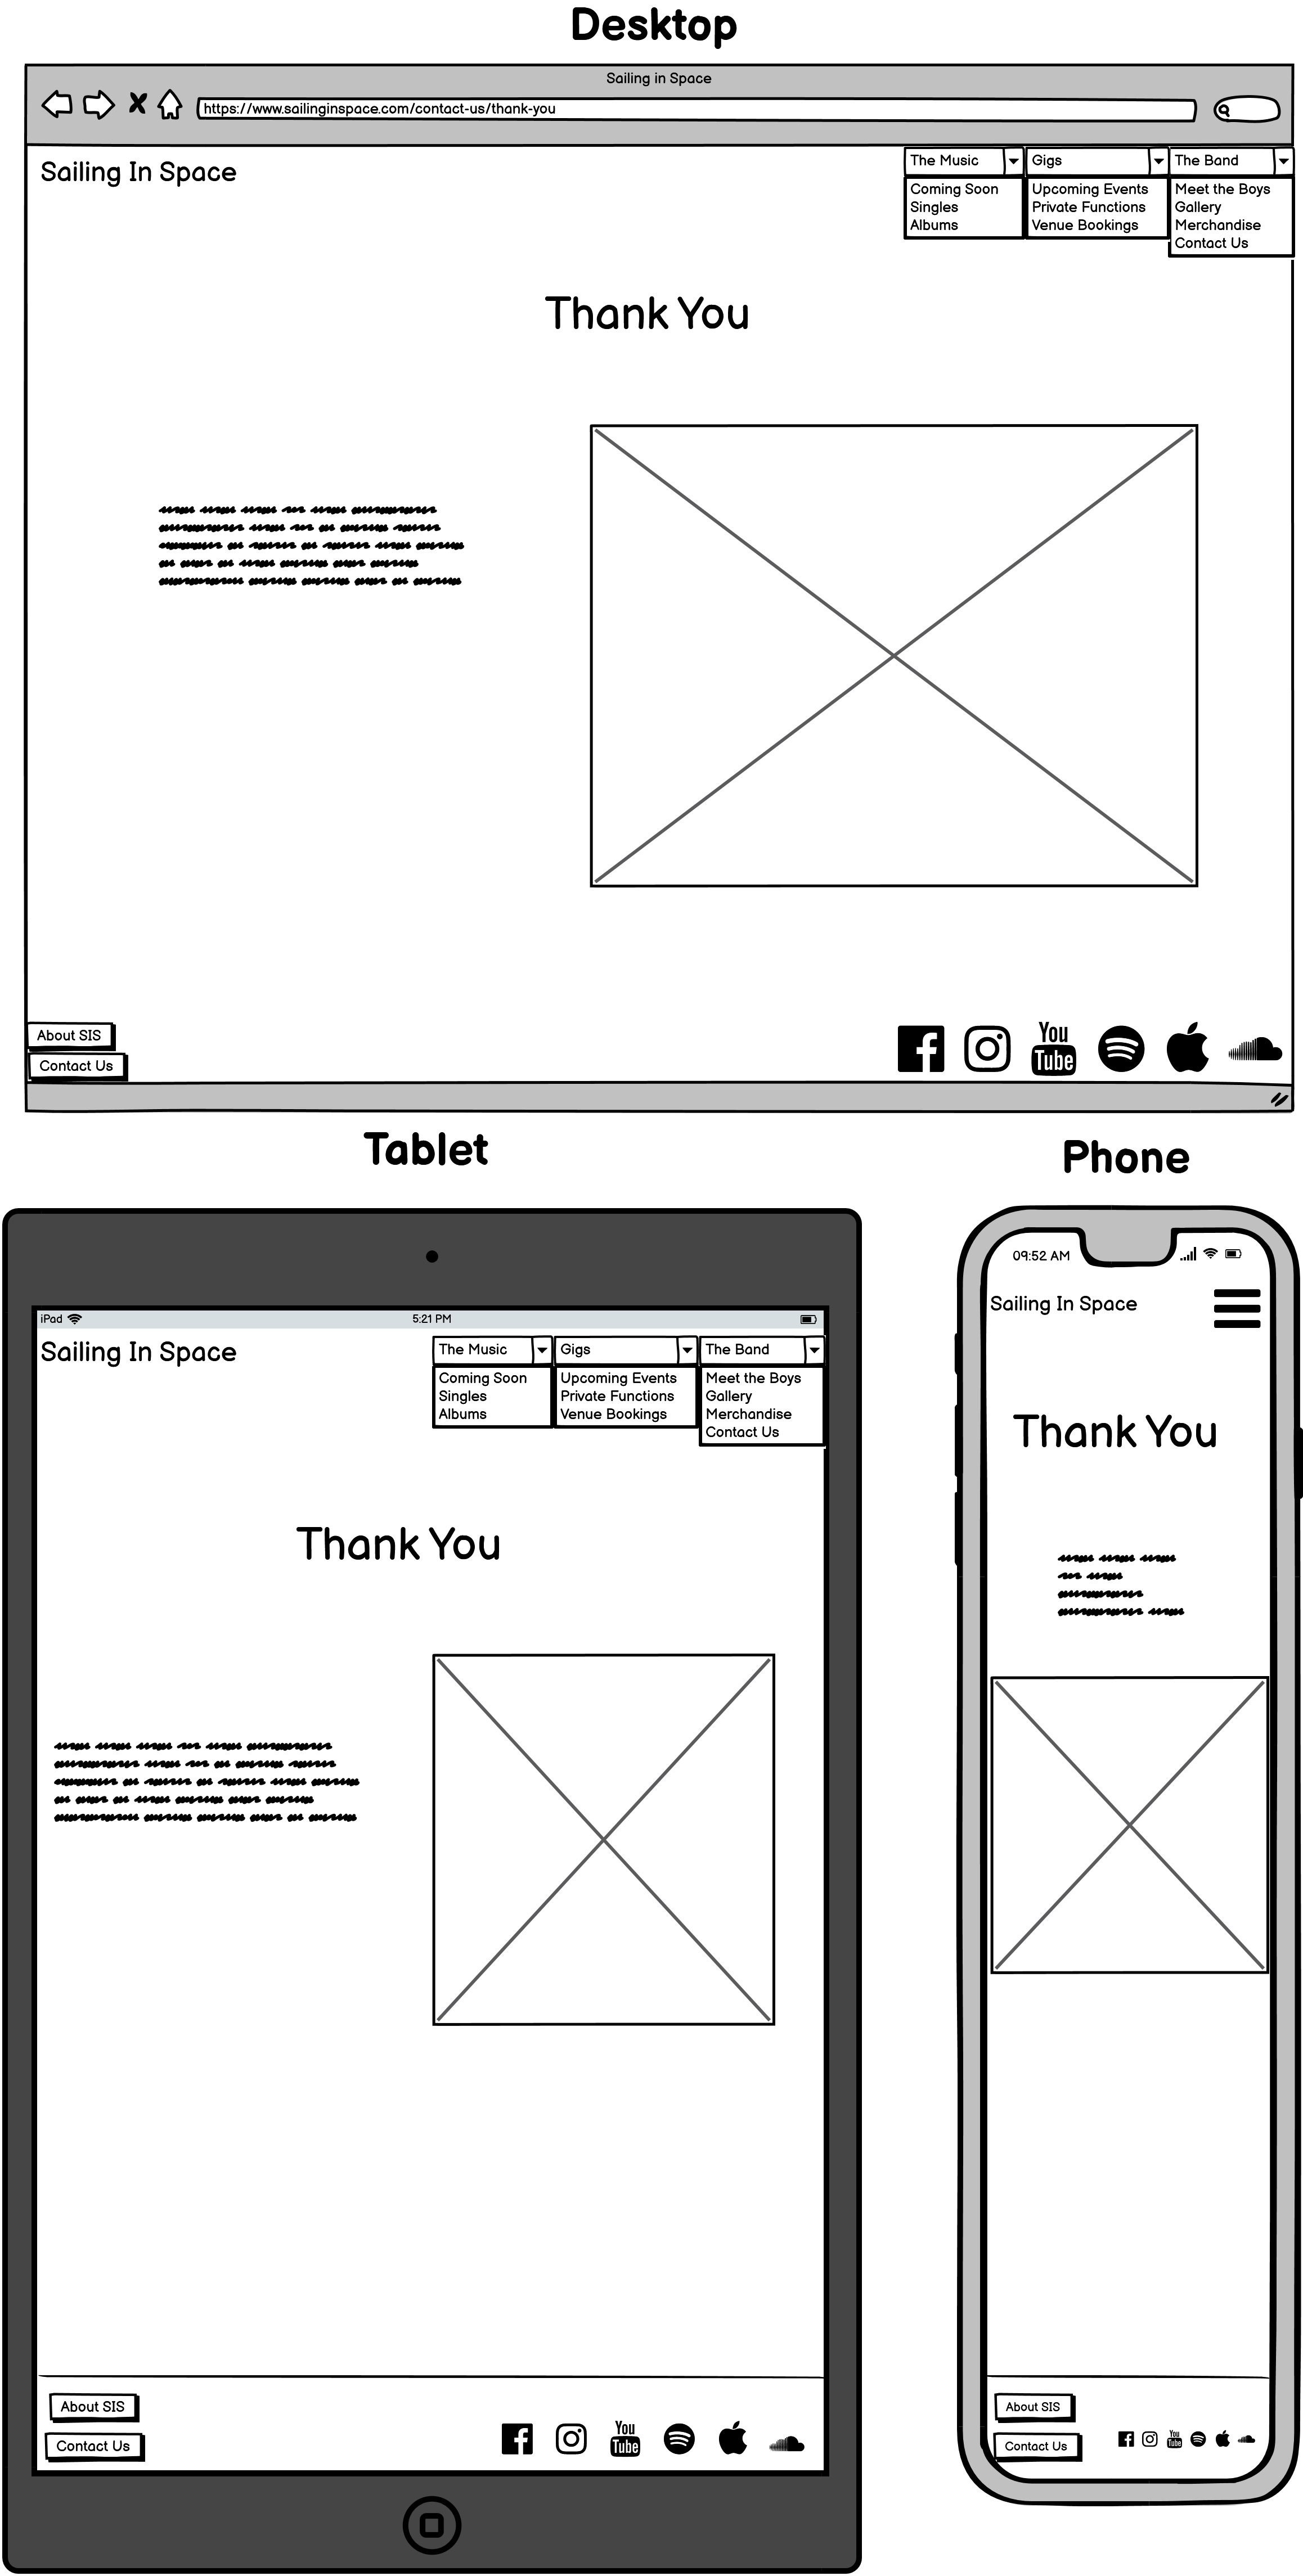 Desktop
Sailing in Space
https://www.sailinginspace.com/contact-us/thank-you
Sailing In Space
The Music
Coming Soon
Singles
Albums
Gigs
Upcoming Events
Private Functions
Venue Bookings
The Band
Meet the Boys
Gallery
Merchandise
Contact Us
Thank You
About SIS
Contact Us
You
Tube
Tablet
iPad
5:21 PM
Sailing In Space
The Music
Coming Soon
Singles
Albums
Gigs
Upcoming Events
Private Functions
Venue Bookings
The Band
Meet the Boys
Gallery
Merchandise
Contact Us
Thank You
About SIS
Contact Us
You
Tube
Phone
09:52 AM
Sailing In Space
Thank You
About SIS
Contact Us
You
Tube